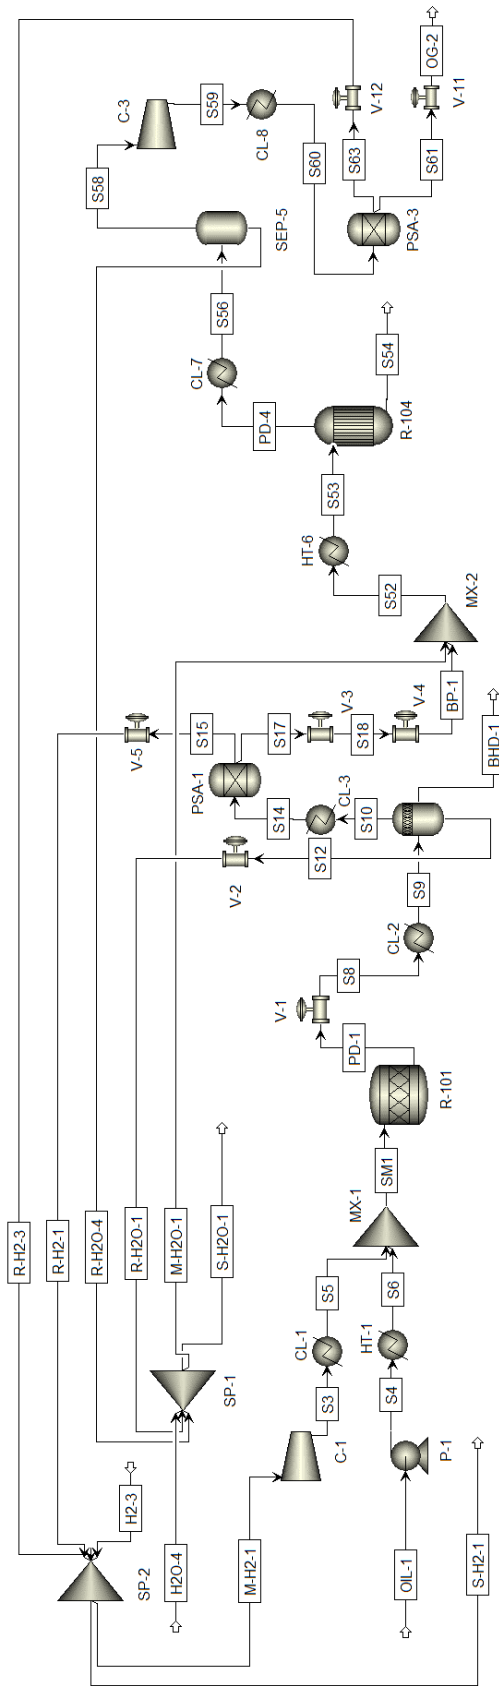 R-H2-3
R-H2-1
R-H2O-4
R-H2O-1
M-H2O-1
S-H2O-1
SP-2
H2-3
H2O-4
SP-1
M-H2-1
C-1
S3
CL-1
S5
OIL-1
P-1
S4
HT-1
S6
S-H2-1
MX-1
SM1
R-101
PD-1
V-1
S8
CL-2
S9
BHD-1
S10
CL-3
S14
S12
V-2
PSA-1
S15
V-5
S17
V-3
S18
V-4
BP-1
MX-2
S52
HT-6
S53
R-104
S54
PD-4
CL-7
S56
SEP-5
S58
C-3
S59
CL-8
S60
PSA-3
S63
V-12
S61
V-11
OG-2